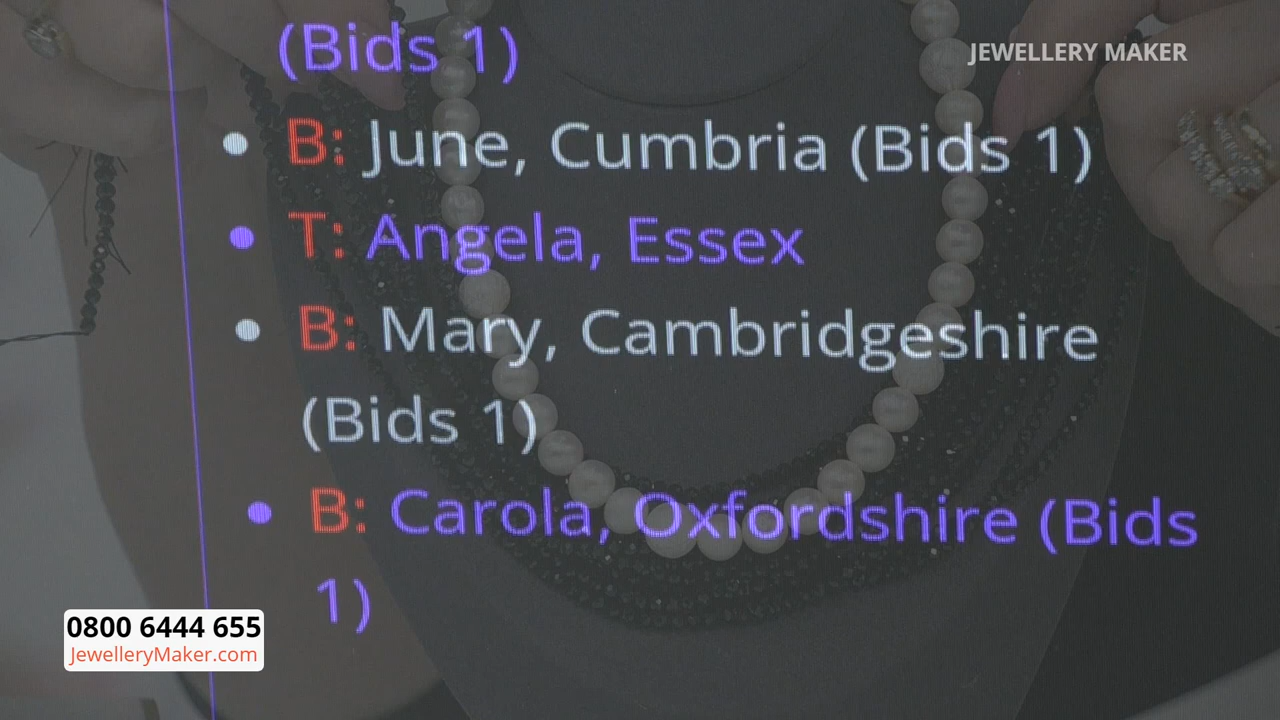 (Bids 1)
JEWELLERY MAKER
B: June, Cumbria (Bids 1)
T: Angela, Essex
B: Mary, Cambridgeshire
(Bids 1)
B: Carola, Oxfordshire (Bids
1)
0800 6444 655
JewelleryMaker.com